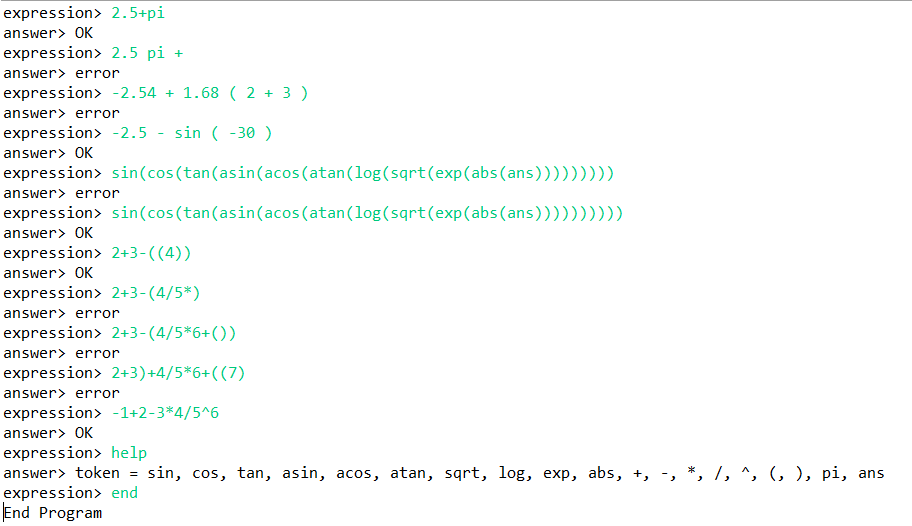 expression> 2.5+pi
answer> OK
expression> 2.5 pi +
answer> error
expression> -2.54 + 1.68 ( 2 + 3 )
answer> error
expression> -2.5 - sin ( -30 )
answer> OK
expression> sin(cos(tan(asin(acos(atan(log(sqrt(exp(abs(ans)))))))))
answer> error
expression> sin(cos(tan(asin(acos(atan(log(sqrt(exp(abs(ans))))))))))
answer> OK
expression> 2+3-((4))
answer> OK
expression> 2+3-(4/5*)
answer> error
expression> 2+3-(4/5*6+())
answer> error
expression> 2+3)+4/5*6+((7)
answer> error
expression> -1+2-3*4/5^6
answer> OK
expression> help
answer> token = sin, cos, tan, asin, acos, atan, sqrt, log, exp, abs, +, -, *, /, ^, (, ), pi, ans
expression> end
End Program